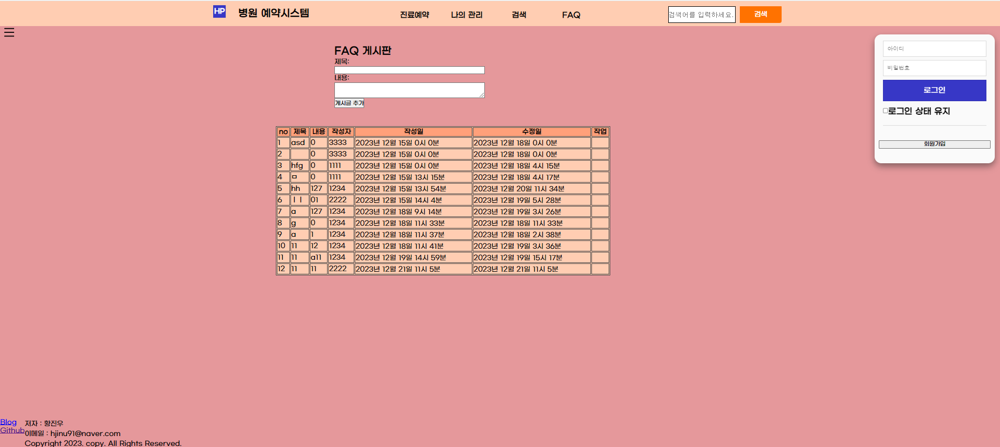 HP 병원 예약시스템 진료예약 나의 관리 검색 FAQ 검색어를 입력하세요. 검색
아이디
비밀번호
로그인
로그인 상태 유지
회원가입
FAQ 게시판
제목:
내용:
게시글 추가
no 제목 내용 작성자 작성일 수정일 작업
1 asd 0 3333 2023년 12월 15일 0시 0분 2023년 12월 18일 0시 0분
2 0 3333 2023년 12월 15일 0시 0분 2023년 12월 18일 0시 0분
3 hfg 0 1111 2023년 12월 15일 0시 0분 2023년 12월 18일 4시 15분
4 ㅁ 0 1111 2023년 12월 15일 13시 15분 2023년 12월 18일 4시 17분
5 hh 127 1234 2023년 12월 15일 13시 54분 2023년 12월 20일 11시 34분
6 ㅣㅣ 01 2222 2023년 12월 15일 14시 4분 2023년 12월 19일 5시 28분
7 a 127 1234 2023년 12월 18일 9시 14분 2023년 12월 19일 3시 26분
8 g 0 1234 2023년 12월 18일 11시 33분 2023년 12월 18일 11시 33분
9 a 1 1234 2023년 12월 18일 11시 37분 2023년 12월 18일 2시 38분
10 11 12 1234 2023년 12월 18일 11시 41분 2023년 12월 19일 3시 36분
11 11 a11 1234 2023년 12월 19일 14시 59분 2023년 12월 19일 15시 17분
12 11 11 2222 2023년 12월 21일 11시 5분 2023년 12월 21일 11시 5분
Blog
Github
저자 : 황진우
이메일 : hjinu91@naver.com
Copyright 2023. copy. All Rights Reserved.